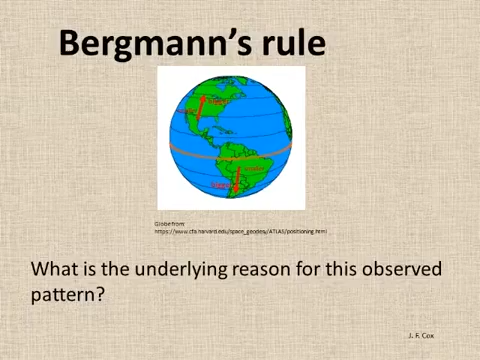 Bergmann's rule
Globe from:
https://www.cfa.harvard.edu/space_geodesy/ATLAS/positioning.html
What is the underlying reason for this observed
pattern?
J. F. Cox